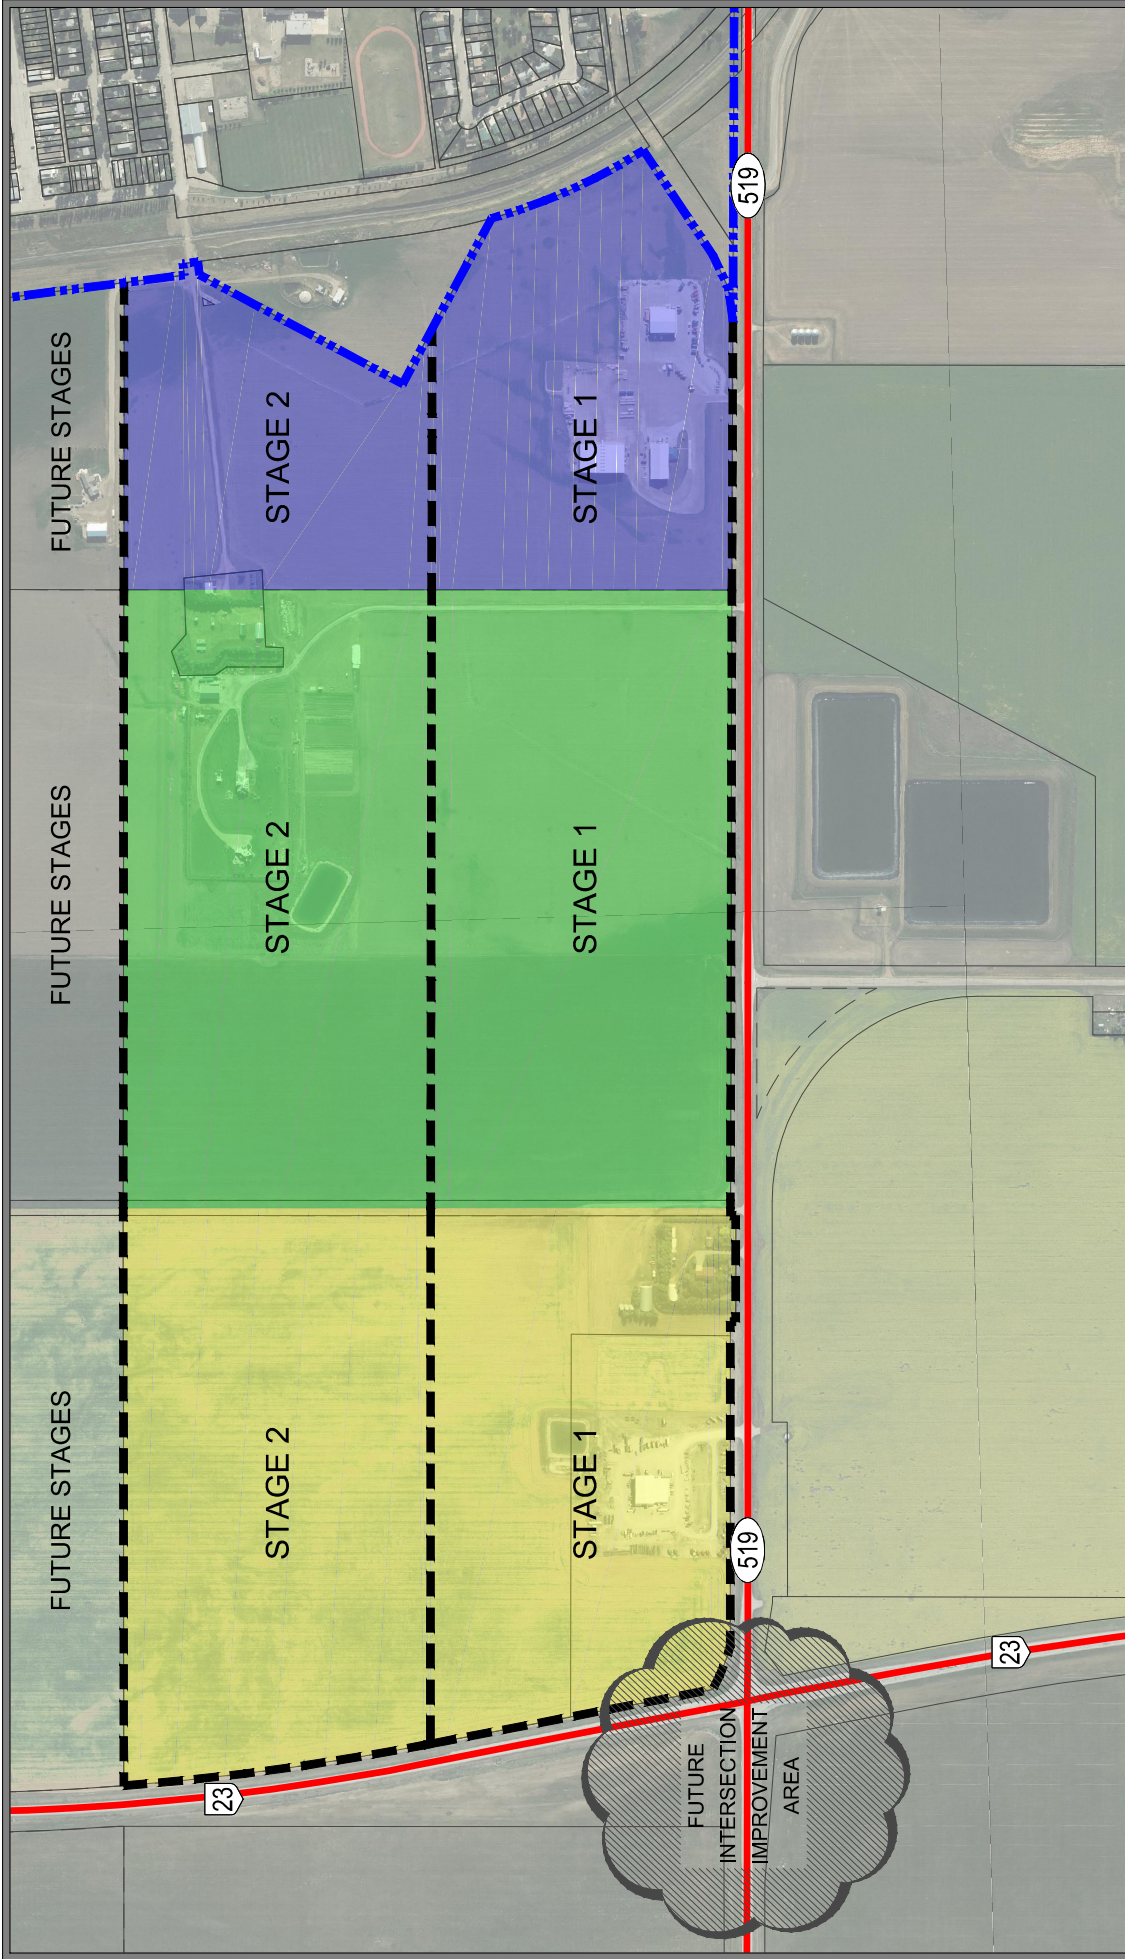 519
FUTURE STAGES
STAGE 2
STAGE 1
FUTURE STAGES
STAGE 2
STAGE 1
FUTURE STAGES
STAGE 2
STAGE 1
519
23
23
FUTURE
INTERSECTION
IMPROVEMENT
AREA